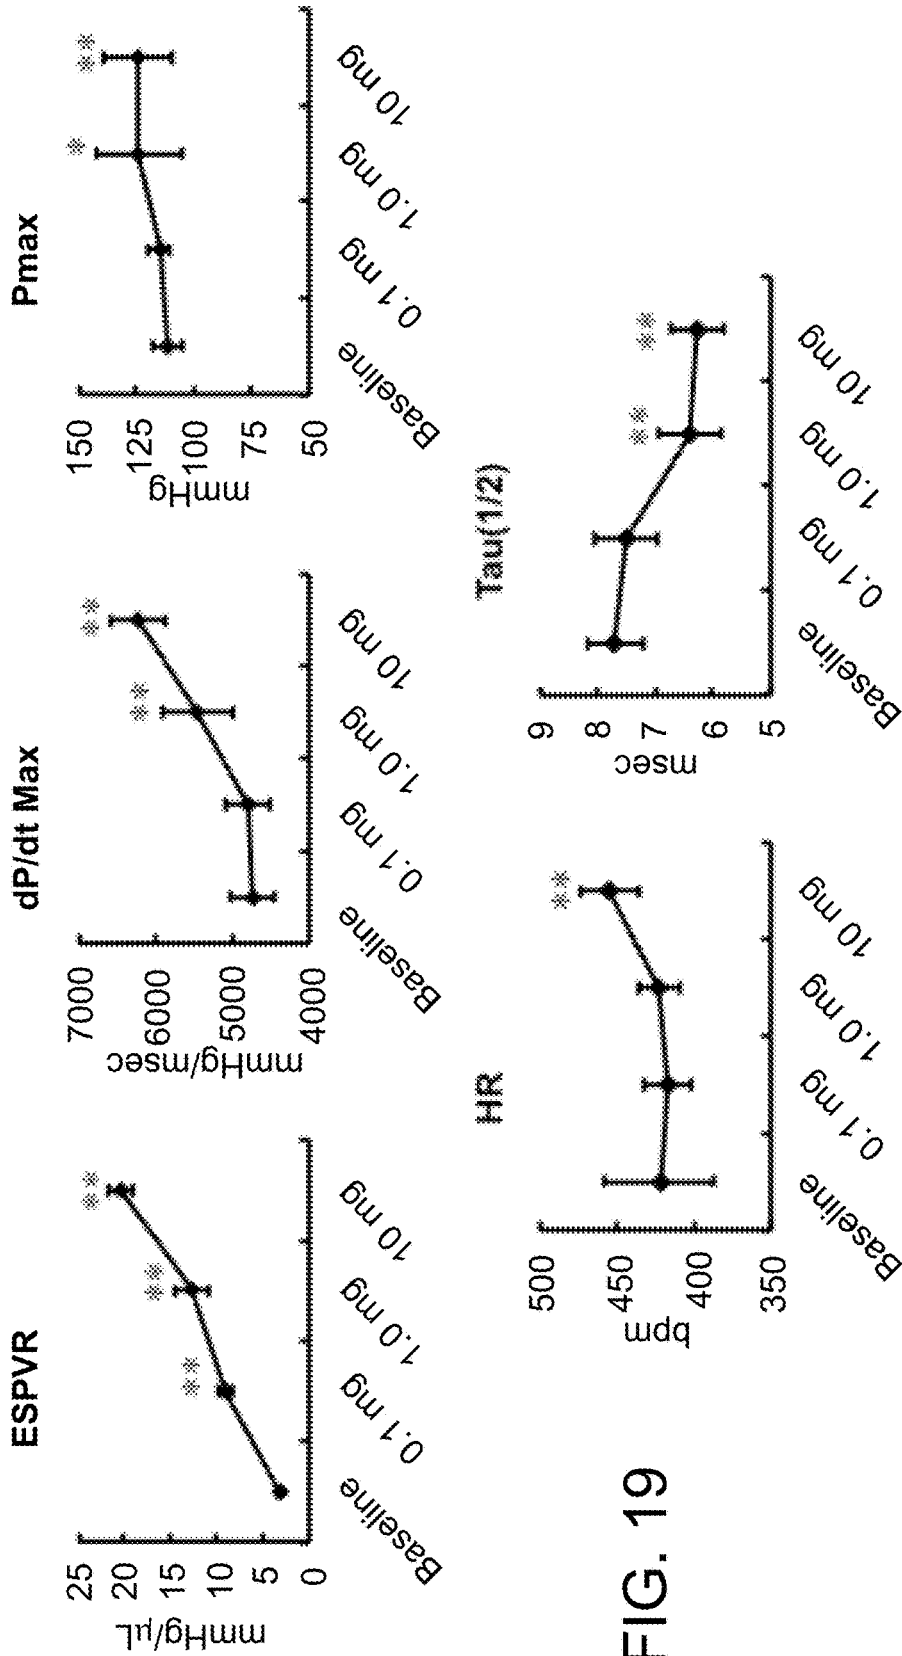 ESPVR
mmHg/μL
25
20
15
10
5
0
**
**
**
Baseline
0.1 mg
1.0 mg
10 mg
dP/dt Max
mmHg/msec
7000
6000
5000
4000
**
**
Baseline
0.1 mg
1.0 mg
10 mg
Pmax
mmHg
150
125
100
75
50
*
**
Baseline
0.1 mg
1.0 mg
10 mg
HR
bpm
500
450
400
350
**
Baseline
0.1 mg
1.0 mg
10 mg
Tau(1/2)
msec
9
8
7
6
5
**
**
Baseline
0.1 mg
1.0 mg
10 mg
FIG. 19